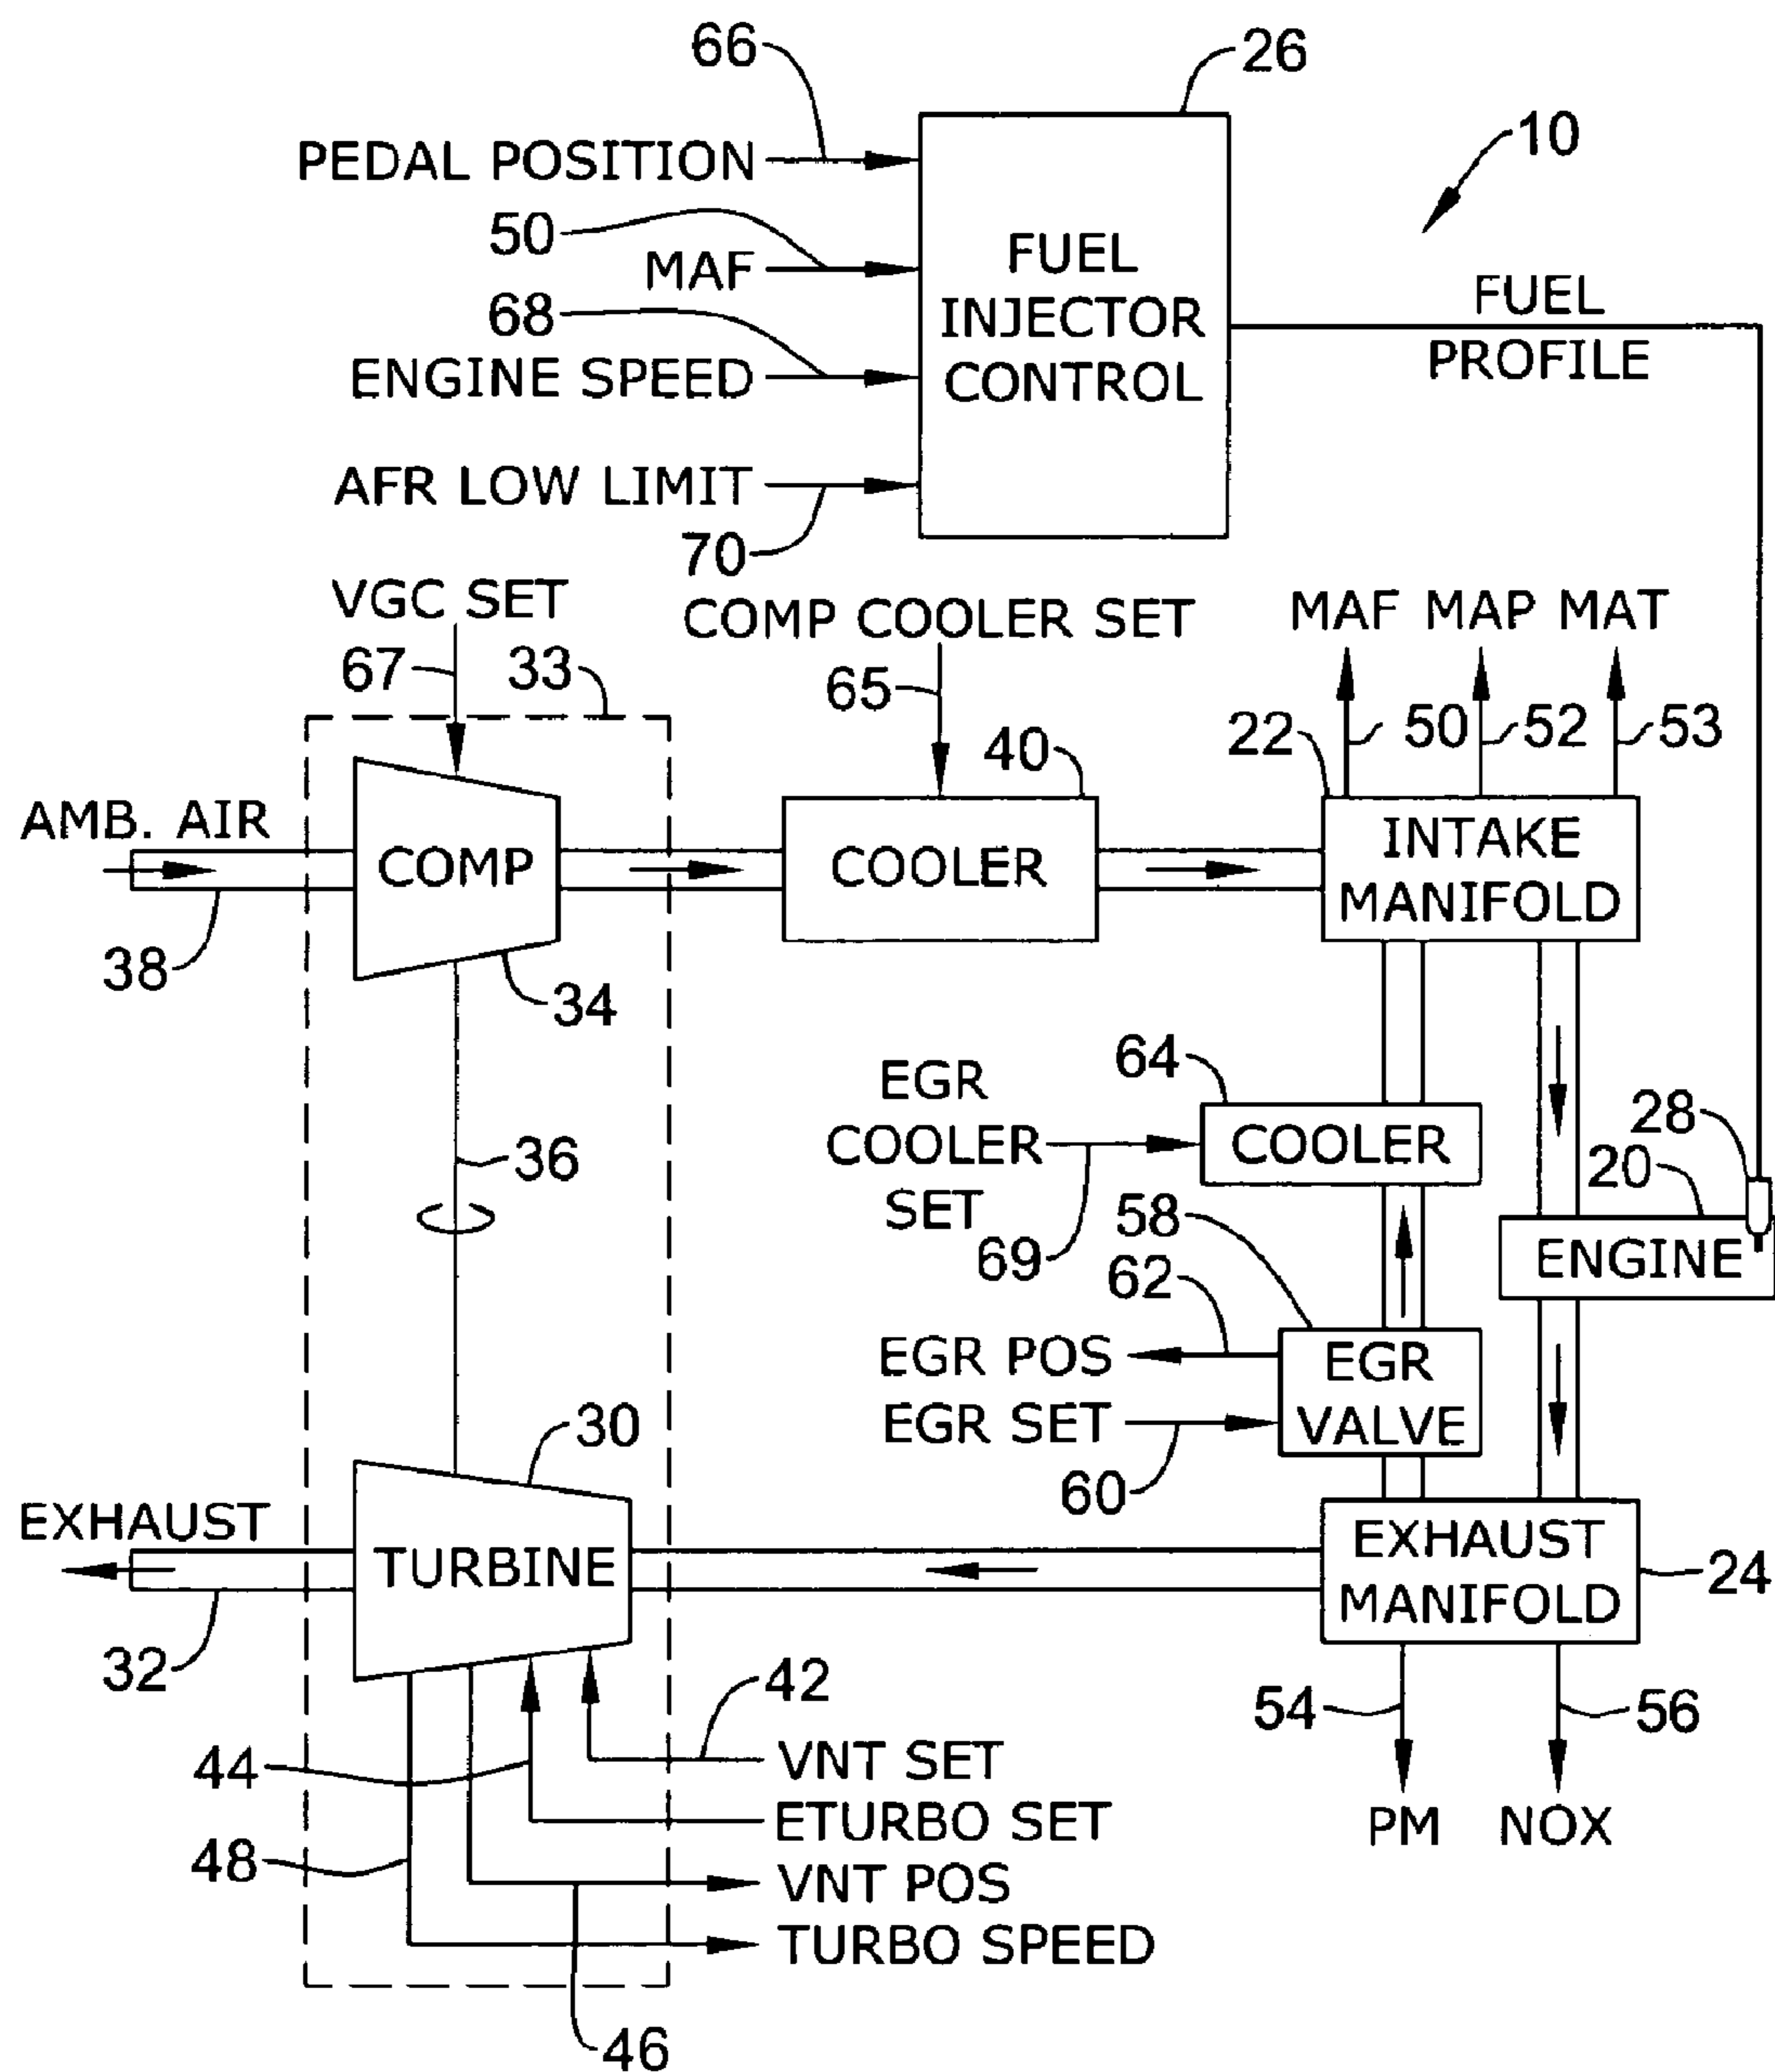 66
26
10
PEDAL POSITION
50
MAF
68
ENGINE SPEED
AFR LOW LIMIT
70
FUEL
INJECTOR
CONTROL
FUEL
PROFILE
VGC SET
67
33
COMP COOLER SET
65
40
MAF MAP MAT
22
50
52
53
AMB. AIR
COMP
COOLER
INTAKE
MANIFOLD
38
34
64
EGR
COOLER
SET
69
COOLER
28
20
36
58
62
ENGINE
EGR POS
EGR SET
60
EGR
VALVE
30
EXHAUST
TURBINE
EXHAUST
MANIFOLD
24
32
42
54
56
44
VNT SET
ETURBO SET
48
VNT POS
TURBO SPEED
46
PM
NOX